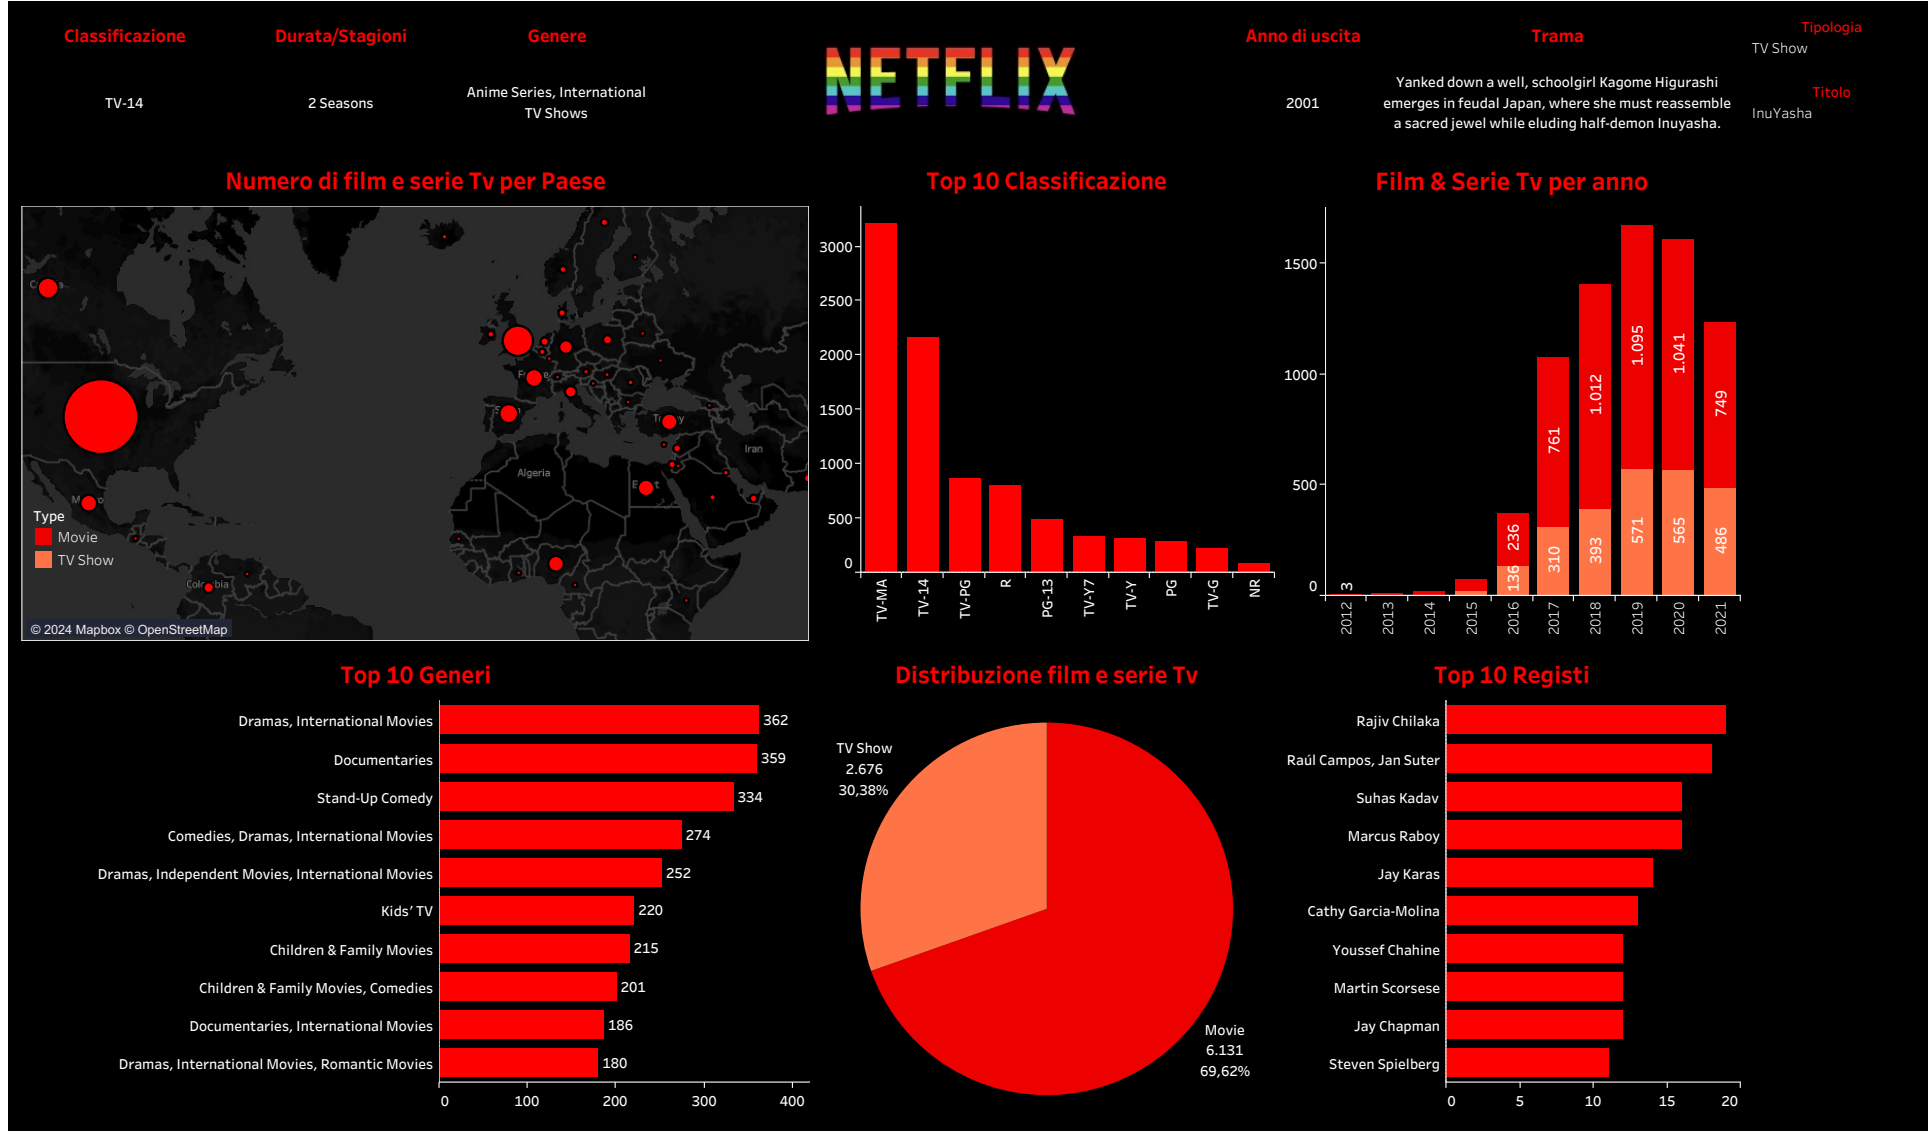 Classificazione
Durata/Stagioni
Genere
TV-14
2 Seasons
Anime Series, International
TV Shows
NETFLIX
Anno di uscita
Trama
2001
Yanked down a well, schoolgirl Kagome Higurashi
emerges in feudal Japan, where she must reassemble
a sacred jewel while eluding half-demon Inuyasha.
Tipologia
TV Show
Titolo
InuYasha
Numero di film e serie Tv per Paese
Algeria
Iran
Type
Movie
TV Show
© 2024 Mapbox © OpenStreetMap
Top 10 Classificazione
3000
2500
2000
1500
1000
500
0
TV-MA
TV-14
TV-PG
R
PG-13
TV-Y7
TV-Y
PG
TV-G
NR
Film & Serie Tv per anno
1500
1000
500
0
3
236
136
761
310
1.012
393
1.095
571
1.041
565
749
486
2012
2013
2014
2015
2016
2017
2018
2019
2020
2021
Top 10 Generi
Dramas, International Movies 362
Documentaries 359
Stand-Up Comedy 334
Comedies, Dramas, International Movies 274
Dramas, Independent Movies, International Movies 252
Kids' TV 220
Children & Family Movies 215
Children & Family Movies, Comedies 201
Documentaries, International Movies 186
Dramas, International Movies, Romantic Movies 180
0 100 200 300 400
Distribuzione film e serie Tv
TV Show
2.676
30,38%
Movie
6.131
69,62%
Top 10 Registi
Rajiv Chilaka
Raúl Campos, Jan Suter
Suhas Kadav
Marcus Raboy
Jay Karas
Cathy Garcia-Molina
Youssef Chahine
Martin Scorsese
Jay Chapman
Steven Spielberg
0 5 10 15 20